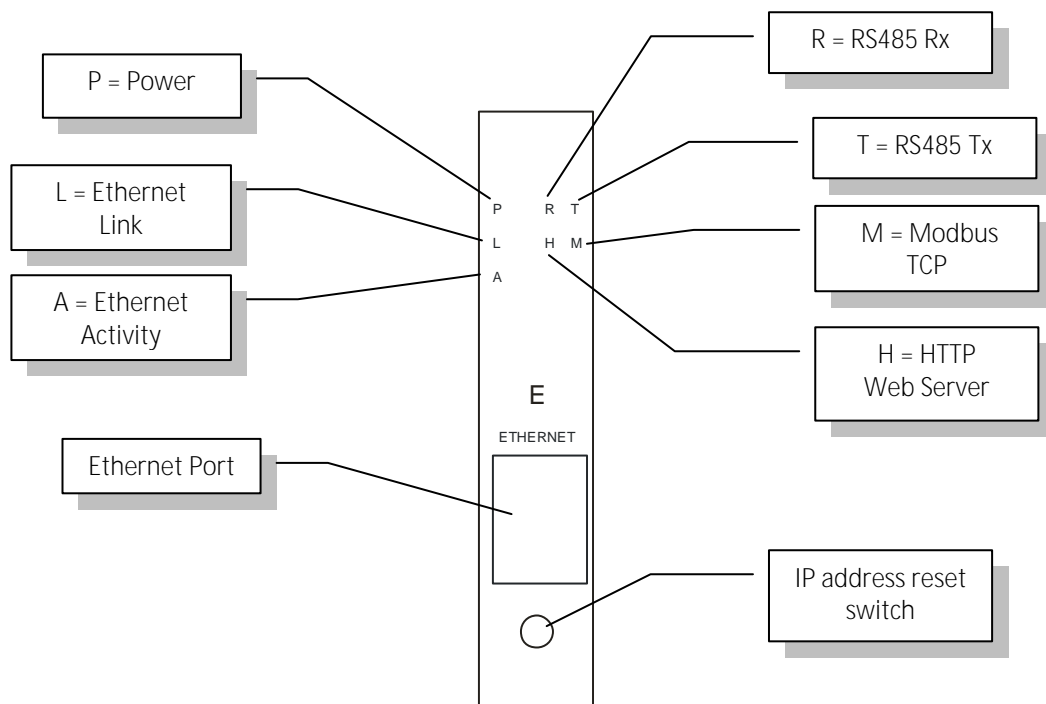 R = RS485 Rx
P = Power
T = RS485 Tx
L = Ethernet
Link
P R T
M = Modbus
TCP
L H M
A = Ethernet
Activity
A
H = HTTP
Web Server
E
ETHERNET
Ethernet Port
IP address reset
switch